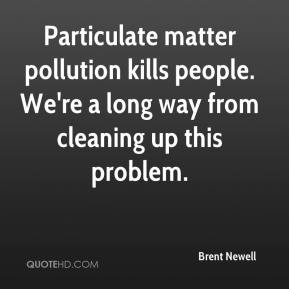 Particulate matter
pollution kills people.
We're a long way from
cleaning up this
problem.
Brent Newell
QUOTEHD.COM